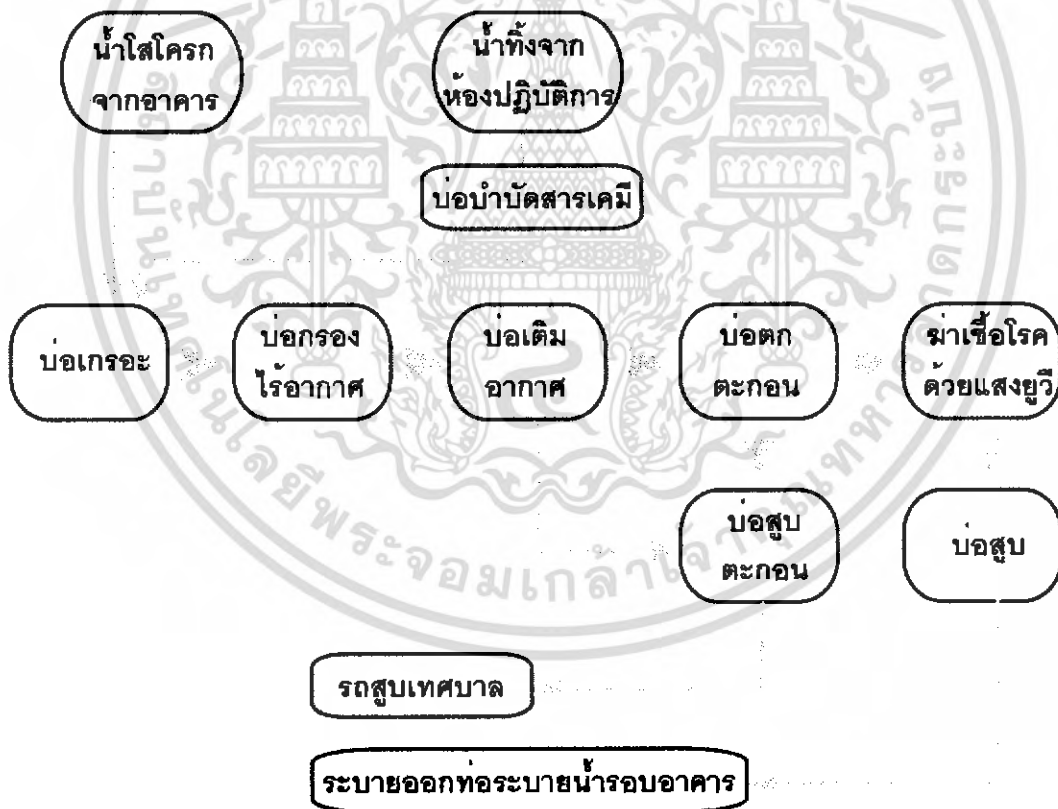 น้ำโสโครก
จากอาคาร
น้ำทิ้งจาก
ห้องปฏิบัติการ
บ่อบำบัดสารเคมี
บ่อเกรอะ
บ่อกรอง
ไร้อากาศ
บ่อเติม
อากาศ
บ่อตก
ตะกอน
ฆ่าเชื้อโรค
ด้วยแสงยูวี
บ่อสูบ
ตะกอน
บ่อสูบ
รถสูบเทศบาล
ระบายออกท่อระบายน้ำรอบอาคาร